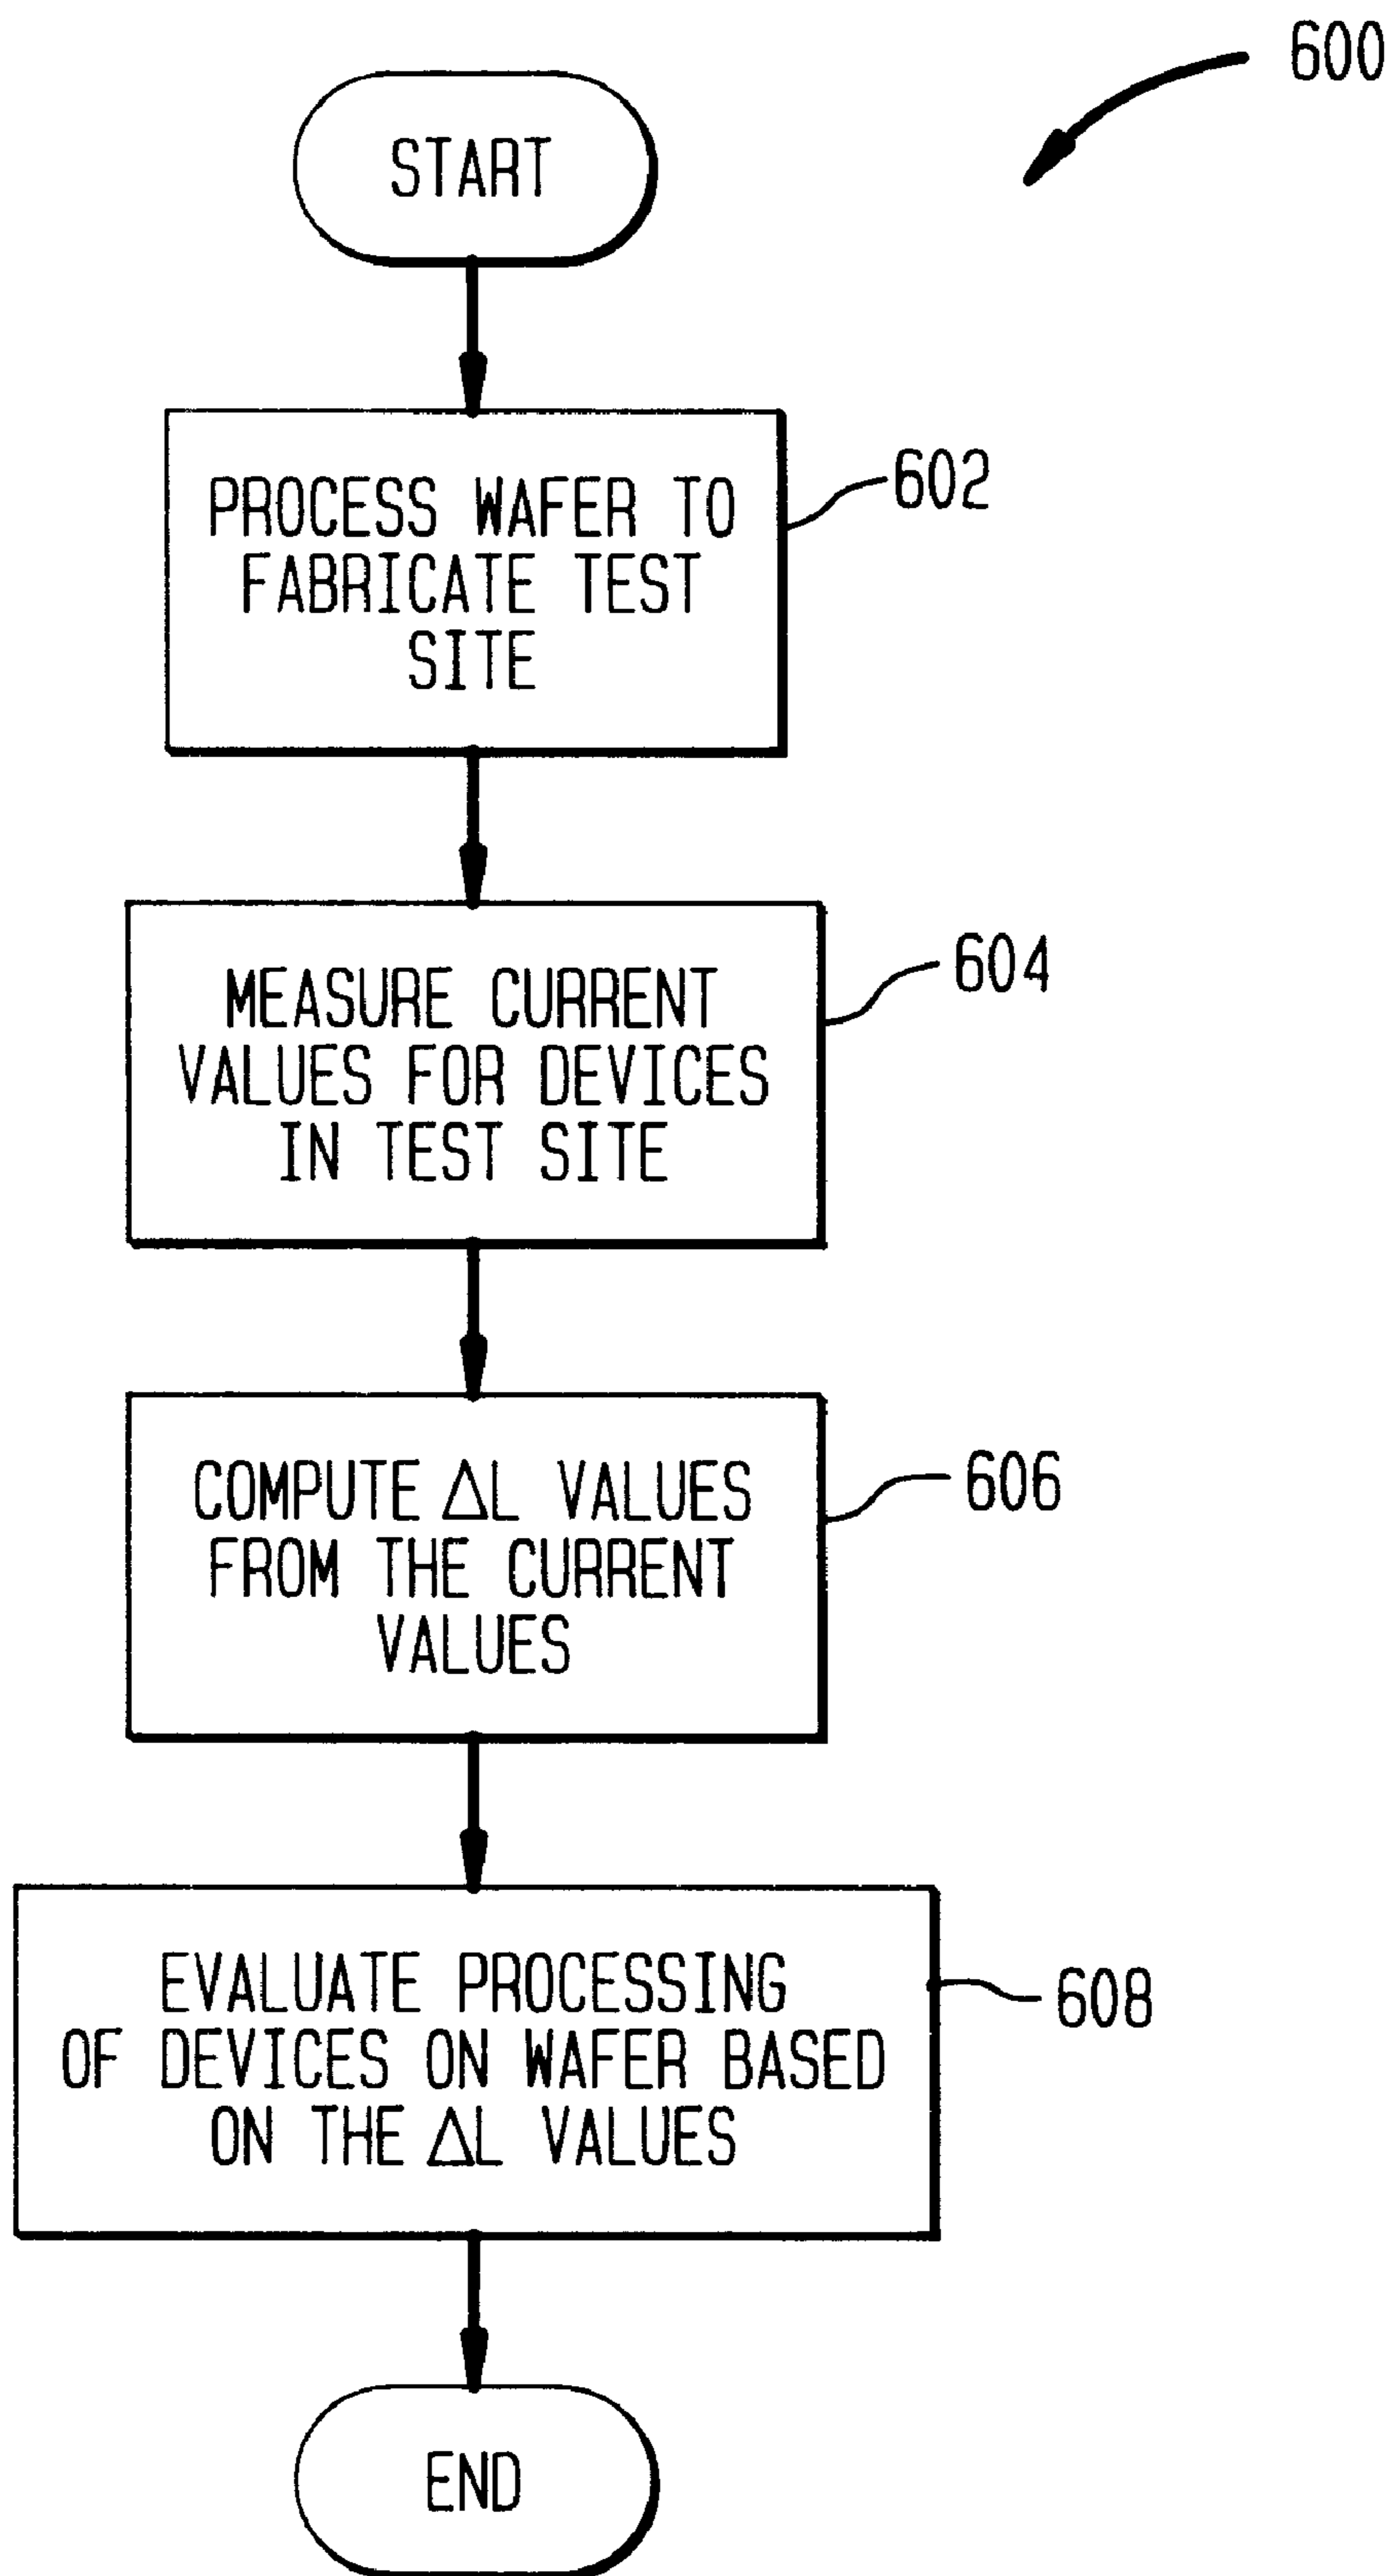 600
START
PROCESS WAFER TO
FABRICATE TEST
SITE
602
MEASURE CURRENT
VALUES FOR DEVICES
IN TEST SITE
604
COMPUTE ΔL VALUES
FROM THE CURRENT
VALUES
606
EVALUATE PROCESSING
OF DEVICES ON WAFER BASED
ON THE ΔL VALUES
608
END